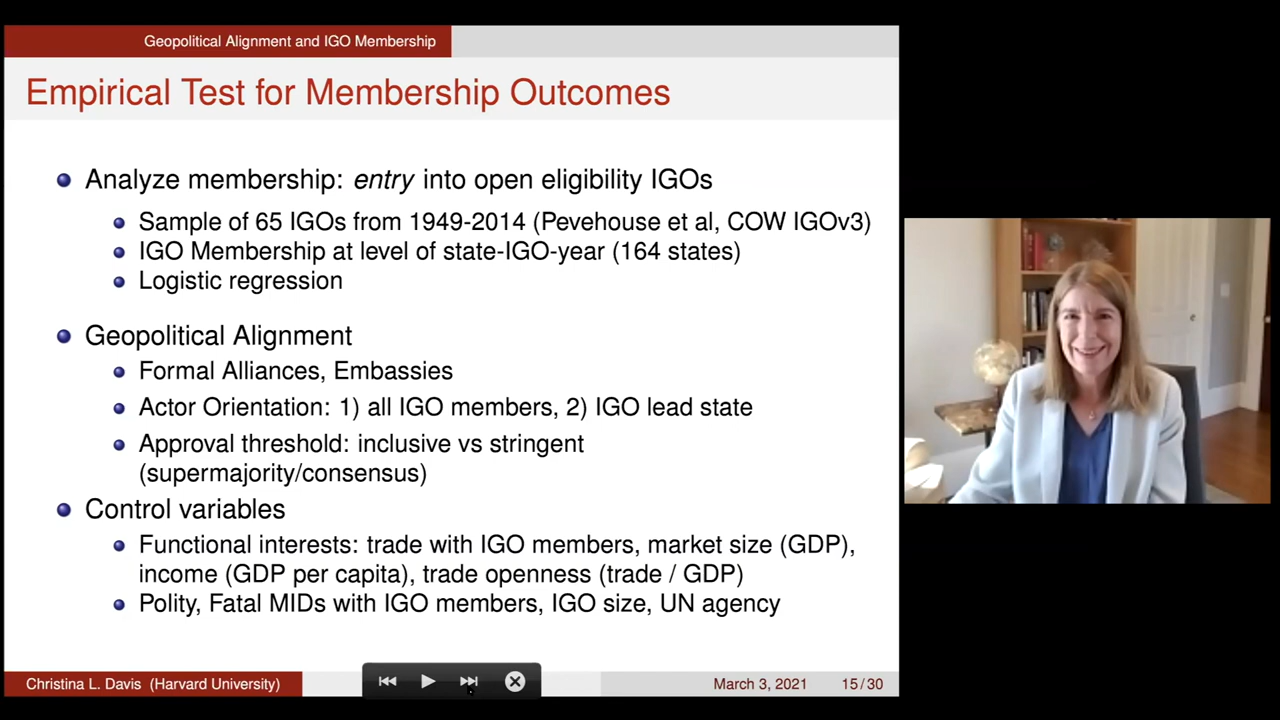 Geopolitical Alignment and IGO Membership
Empirical Test for Membership Outcomes
Analyze membership: entry into open eligibility IGOs
Sample of 65 IGOs from 1949-2014 (Pevehouse et al, COW IGOv3)
IGO Membership at level of state-IGO-year (164 states)
Logistic regression
Geopolitical Alignment
Formal Alliances, Embassies
Actor Orientation: 1) all IGO members, 2) IGO lead state
Approval threshold: inclusive vs stringent
(supermajority/consensus)
Control variables
Functional interests: trade with IGO members, market size (GDP),
income (GDP per capita), trade openness (trade / GDP)
Polity, Fatal MIDs with IGO members, IGO size, UN agency
Christina L. Davis (Harvard University)
March 3, 2021
15/30